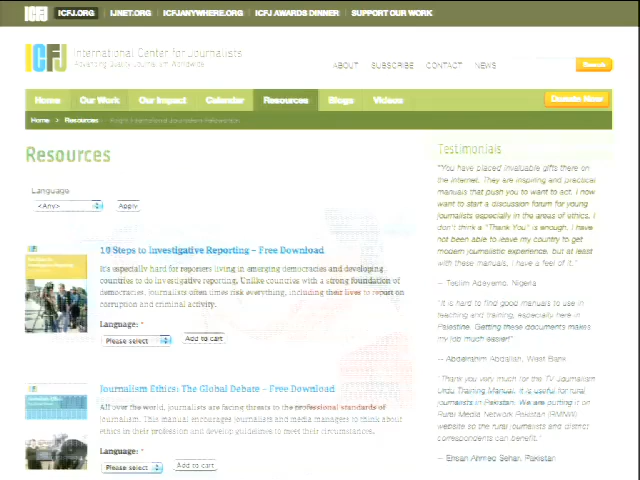 ICFJ ICFJ.ORG IJNET.ORG ICFJANYWHERE.ORG ICFJ AWARDS DINNER SUPPORT OUR WORK
ICFJ International Center for Journalists
Advancing Quality Journalism Worldwide
ABOUT SUBSCRIBE CONTACT NEWS Search
Home Our Work Our Impact Calendar Resources Blogs Videos Donate Now
Home > Resources >
Resources
Language
<Any> Apply
10 Steps to Investigative Reporting – Free Download
It's especially hard for reporters living in emerging democracies and developing
countries to do investigative reporting. Unlike countries with a strong foundation of
democracy, journalists often times risk everything, including their lives to report on
corruption and criminal activity.
Language: *
Please select Add to cart
Journalism Ethics: The Global Debate – Free Download
All over the world, journalists are facing threats to the professional standards of
journalism. This manual encourages journalists and media managers to think about
ethics in their profession and develop guidelines to meet their circumstances.
Language: *
Please select Add to cart
Testimonials
"You have placed invaluable gifts there on
the Internet. They are inspiring and practical
manuals that push you to want to act. I now
want to start a discussion forum for young
journalists especially in the areas of ethics. I
don't think a "Thank You" is enough. I have
not been able to leave my country to get
modern journalistic experience, but at least
with these manuals, I have a feel of it."
-- Teslim Adeyemo, Nigeria
"It is hard to find good manuals to use in
teaching and training, especially here in
Palestine. Getting these documents makes
my job much easier!"
-- Abdelrahim Abdallah, West Bank
"Thank you very much for the TV Journalism
Urdu Training Manual. It is useful for rural
journalists in Pakistan. We are putting it on
Rural Media Network Pakistan (RMNP)
website so the rural journalists and district
correspondents can benefit."
-- Ehsan Ahmed Sehar, Pakistan